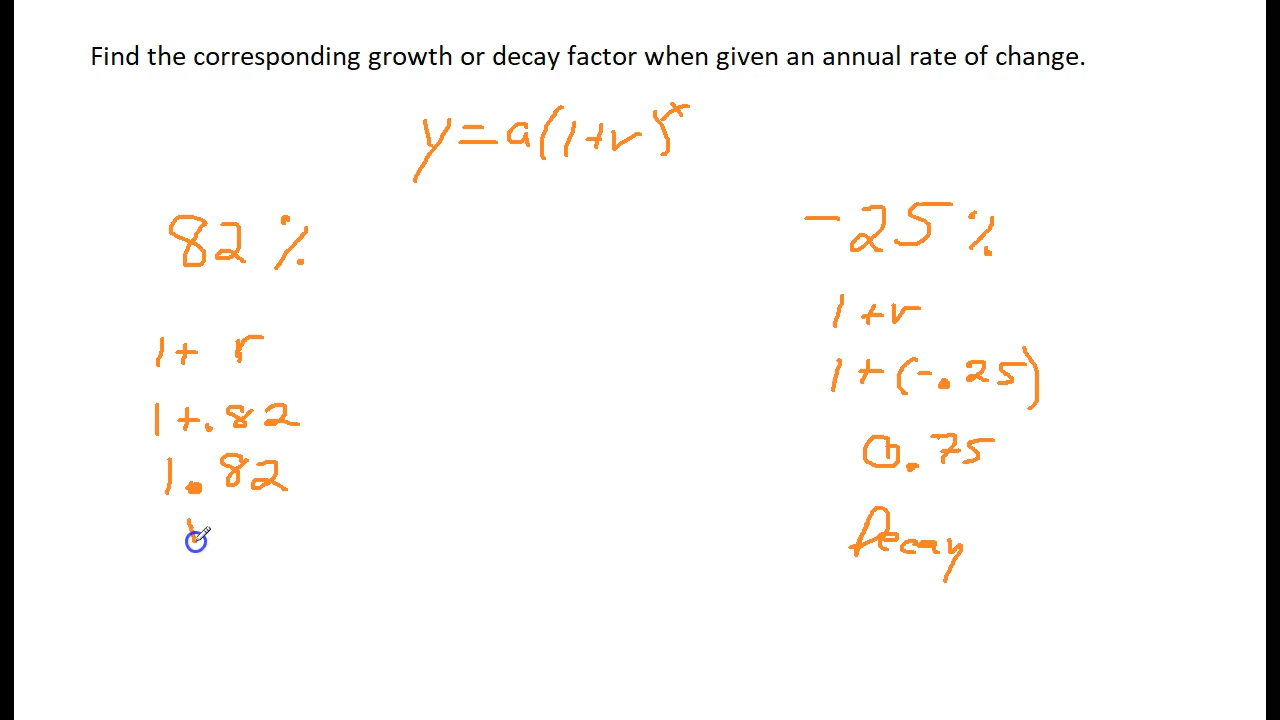 Find the corresponding growth or decay factor when given an annual rate of change.
y=a(1+r)^x
82%
1+ r
1+.82
1.82
-25%
1+r
1+(-.25)
0.75
Decay